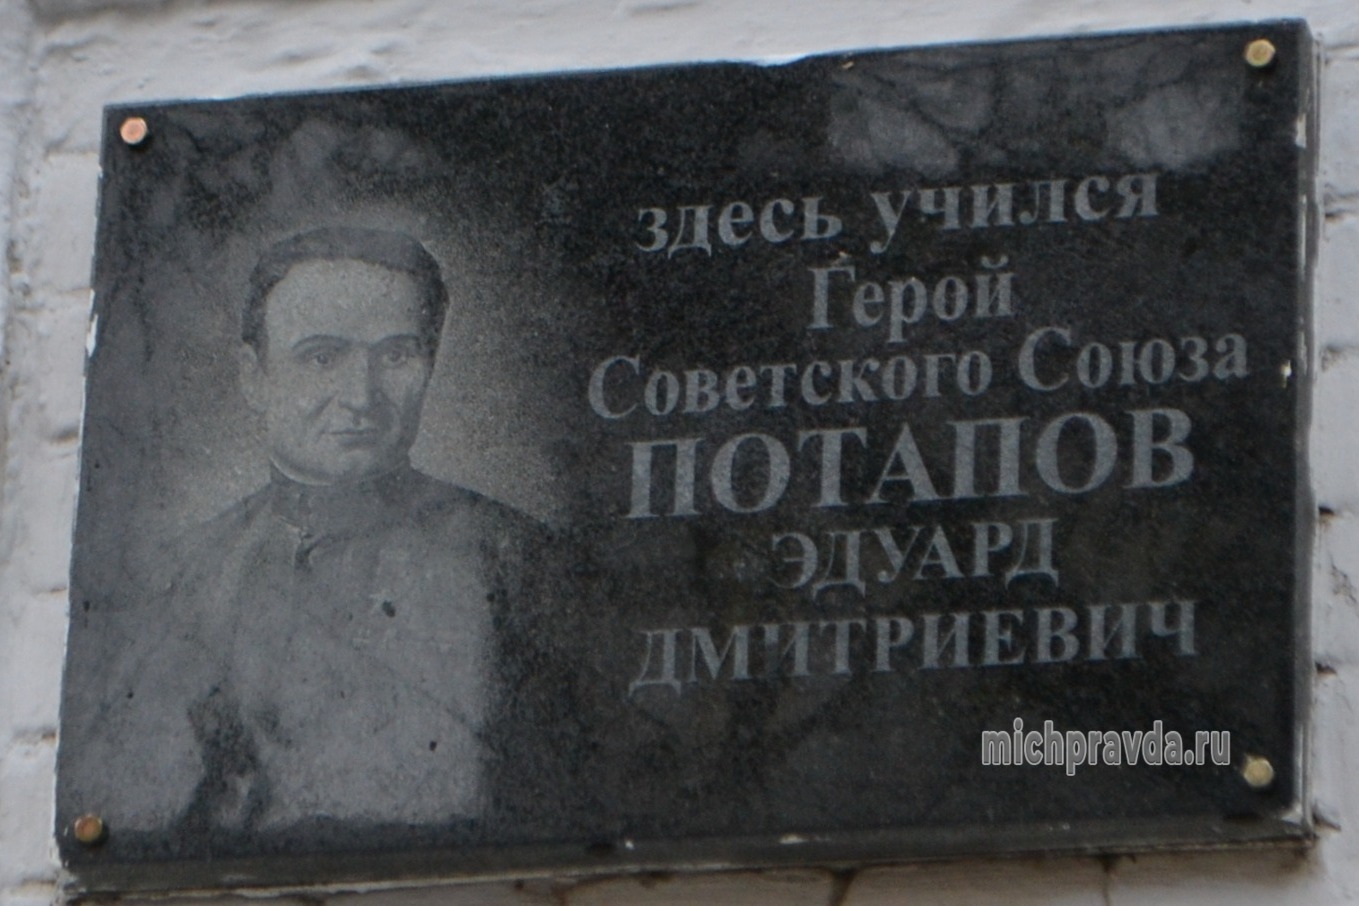 здесь учился
Герой
Советского Союза
ПОТАПОВ
ЭДУАРД
ДМИТРИЕВИЧ
michpravda.ru